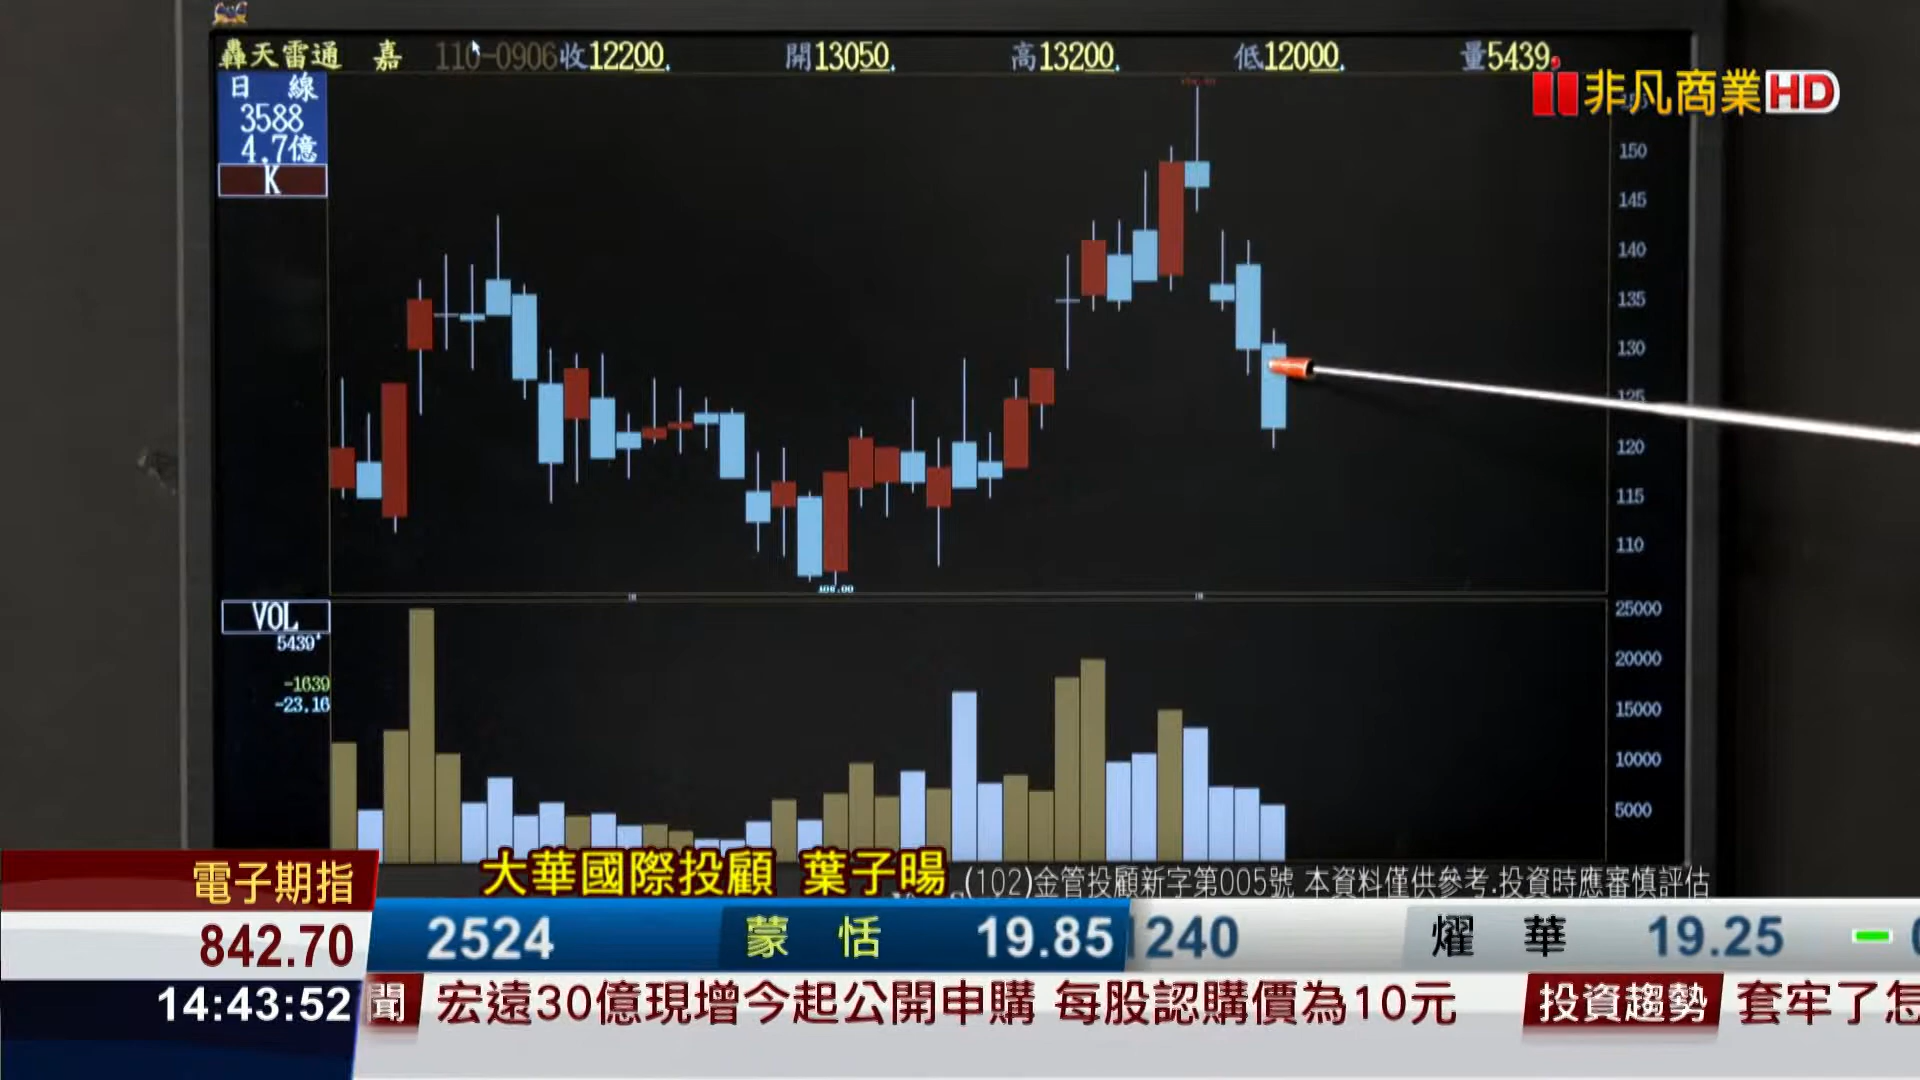 轟天雷通 嘉 110-0906收12200. 開13050. 高13200. 低12000. 量5439.
非凡商業HD
日 線
3588
4.7億
K
150
145
140
135
130
125
120
115
110
VOL
5439
-1639
-23.16
25000
20000
15000
10000
5000
大華國際投顧 葉子暘
(102)金管投顧新字第005號 本資料僅供參考.投資時應審慎評估
電子期指
842.70
14:43:52
2524 蒙 恬 19.85 240 燿 華 19.25
聞 宏遠30億現增今起公開申購 每股認購價為10元 投資趨勢 套牢了怎